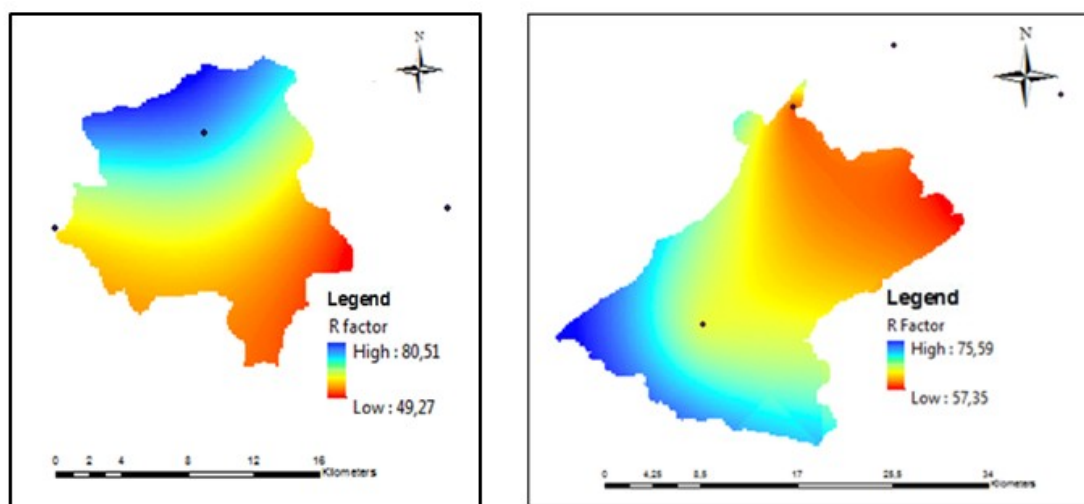 N
Legend
R factor
High : 80,51
Low : 49,27
0 2 4 8 12 16
Kilometers
N
Legend
R Factor
High : 75,59
Low : 57,35
0 4,25 8,5 17 25,5 34
Kilometers